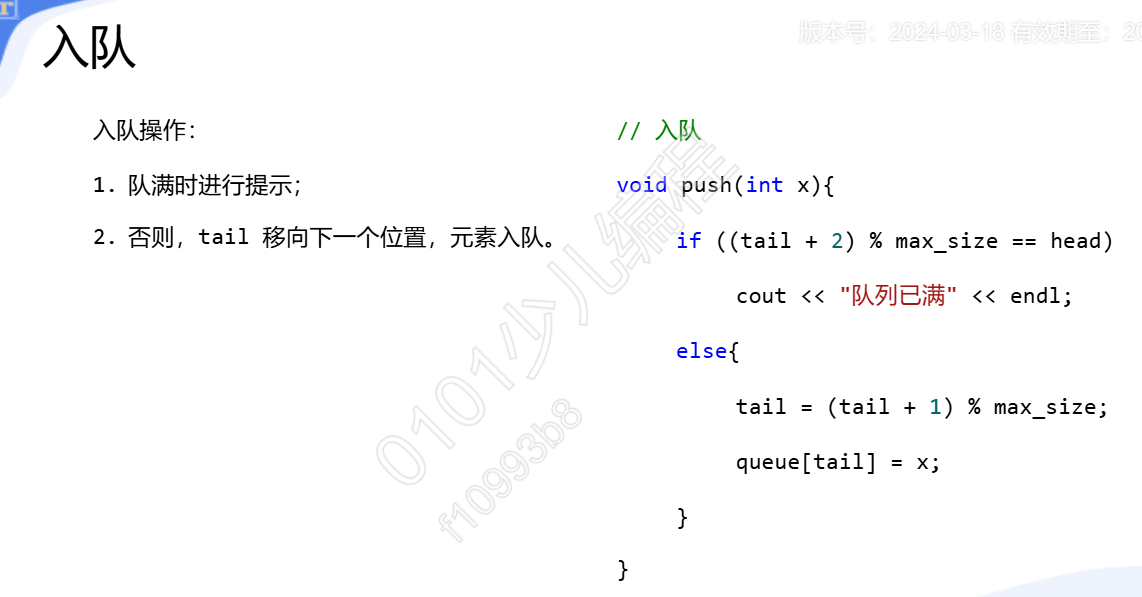 版本号：2024-03-18 有效期至：20
入队
入队操作：
1. 队满时进行提示；
2. 否则，tail 移向下一个位置，元素入队。
// 入队
void push(int x){
if ((tail + 2) % max_size == head)
cout << "队列已满" << endl;
else{
tail = (tail + 1) % max_size;
queue[tail] = x;
}
}
0101少儿编程
f10993b8